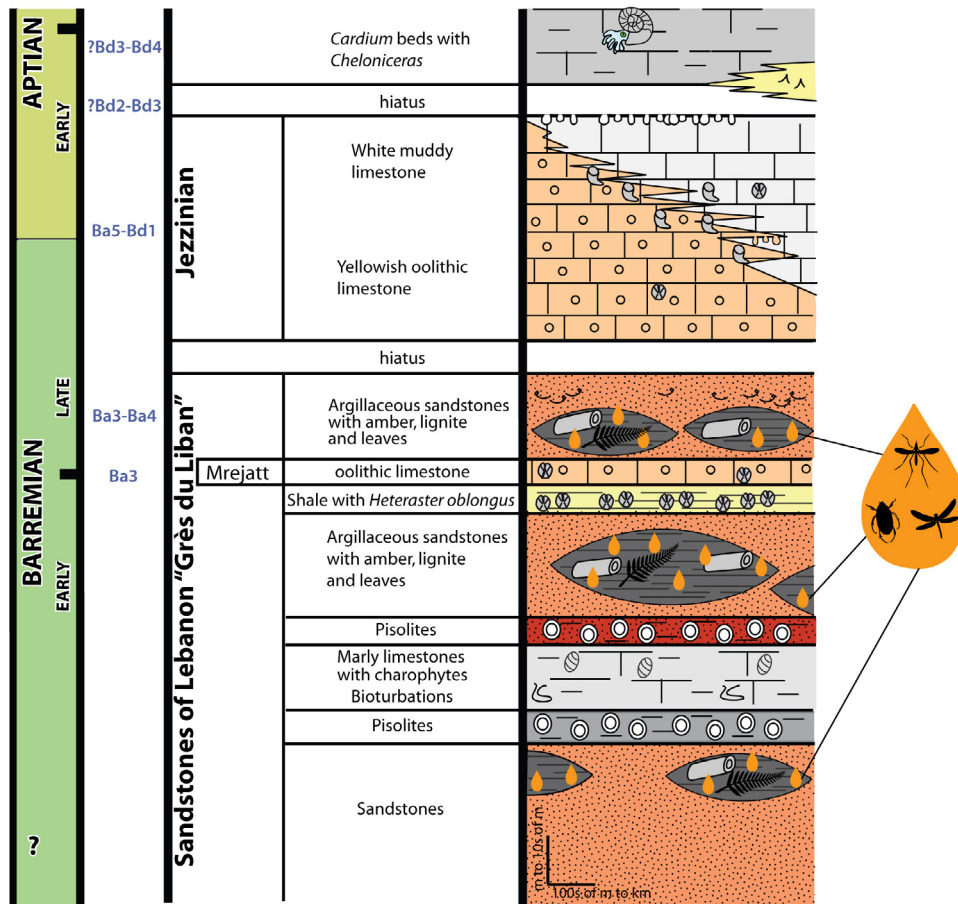 APTIAN
EARLY
BARREMIAN
LATE
EARLY
?
?Bd3-Bd4
?Bd2-Bd3
Ba5-Bd1
Ba3-Ba4
Ba3
Jezzinian
Sandstones of Lebanon “Grès du Liban”
Mrejatt
Cardium beds with
Cheloniceras
hiatus
White muddy
limestone
Yellowish oolithic
limestone
hiatus
Argillaceous sandstones
with amber, lignite
and leaves
oolithic limestone
Shale with Heteraster oblongus
Argillaceous sandstones
with amber, lignite
and leaves
Pisolites
Marly limestones
with charophytes
Bioturbations
Pisolites
Sandstones
m to 10s of m
100s of m to km